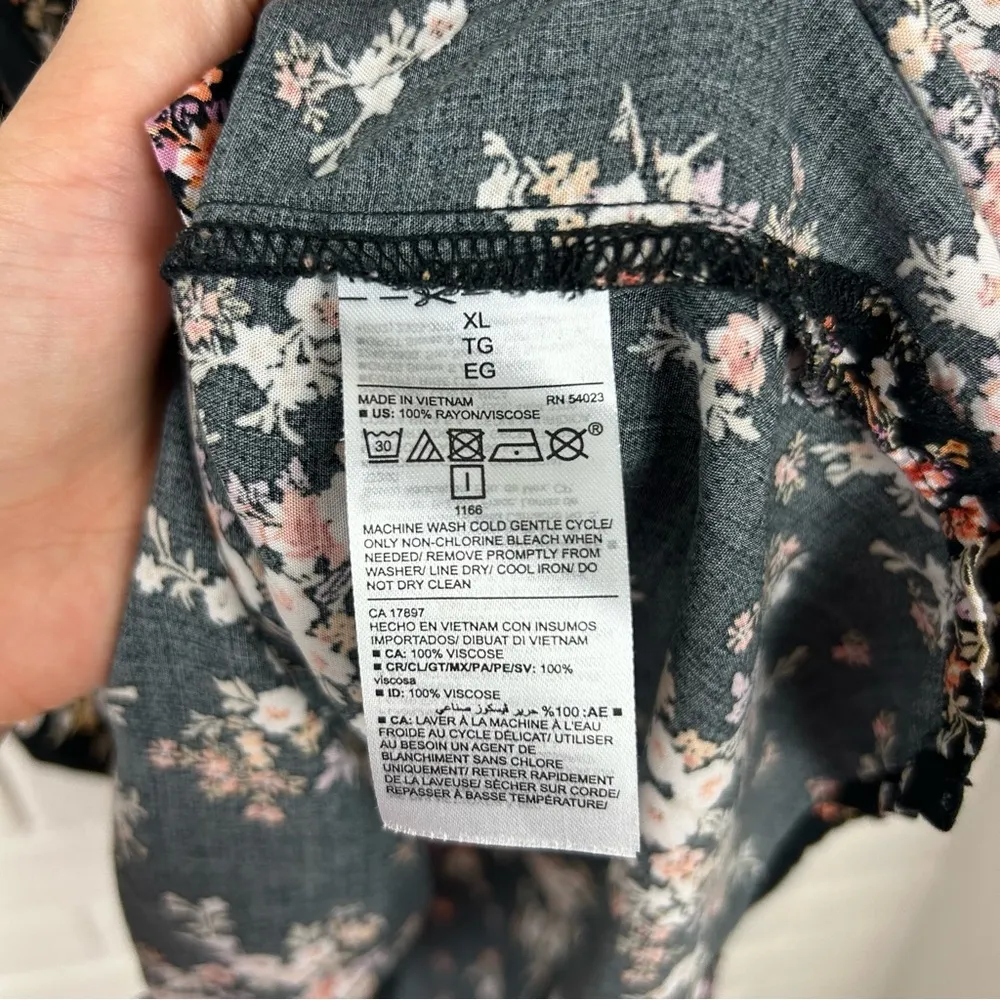 XL
TG
EG
MADE IN VIETNAM RN 54023
■ US: 100% RAYON/VISCOSE
30
®
1166
MACHINE WASH COLD GENTLE CYCLE/
ONLY NON-CHLORINE BLEACH WHEN
NEEDED/ REMOVE PROMPTLY FROM
WASHER/ LINE DRY/ COOL IRON/ DO
NOT DRY CLEAN
CA 17897
HECHO EN VIETNAM CON INSUMOS
IMPORTADOS/ DIBUAT DI VIETNAM
■ CA: 100% VISCOSE
■ CR/CL/GT/MX/PA/PE/SV: 100%
viscosa
■ ID: 100% VISCOSE
■ AE: 100% حرير فيسكوز صناعي
■ CA: LAVER À LA MACHINE À L'EAU
FROIDE AU CYCLE DÉLICAT/ UTILISER
AU BESOIN UN AGENT DE
BLANCHIMENT SANS CHLORE
UNIQUEMENT/ RETIRER RAPIDEMENT
DE LA LAVEUSE/ SÉCHER SUR CORDE/
REPASSER À BASSE TEMPÉRATURE/